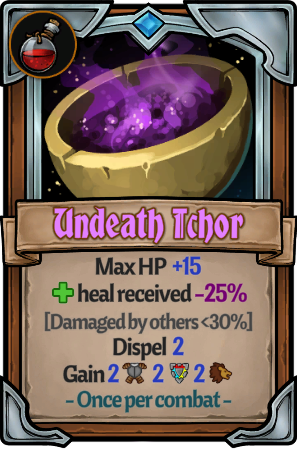 Undeath Tchor
Max HP +15
heal received -25%
[Damaged by others <30%]
Dispel 2
Gain 2 2 2
- Once per combat -